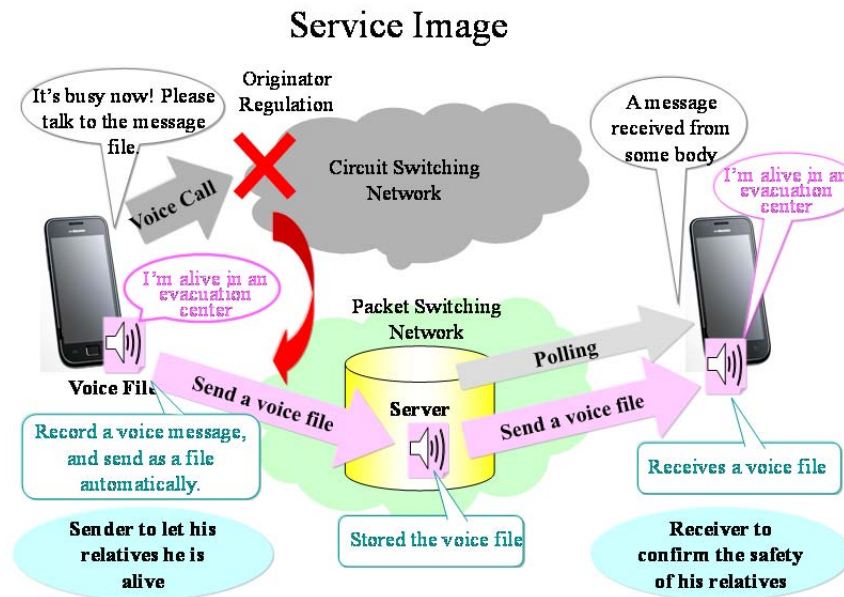 Service Image
It's busy now! Please
talk to the message
file.
Originator
Regulation
Voice Call
Circuit Switching
Network
A message
received from
some body
I'm alive in an
evacuation
center
I'm alive in an
evacuation
center
Packet Switching
Network
Polling
Voice File
Send a voice file
Server
Send a voice file
Record a voice message,
and send as a file
automatically.
Stored the voice file
Receives a voice file
Sender to let his
relatives he is
alive
Receiver to
confirm the safety
of his relatives